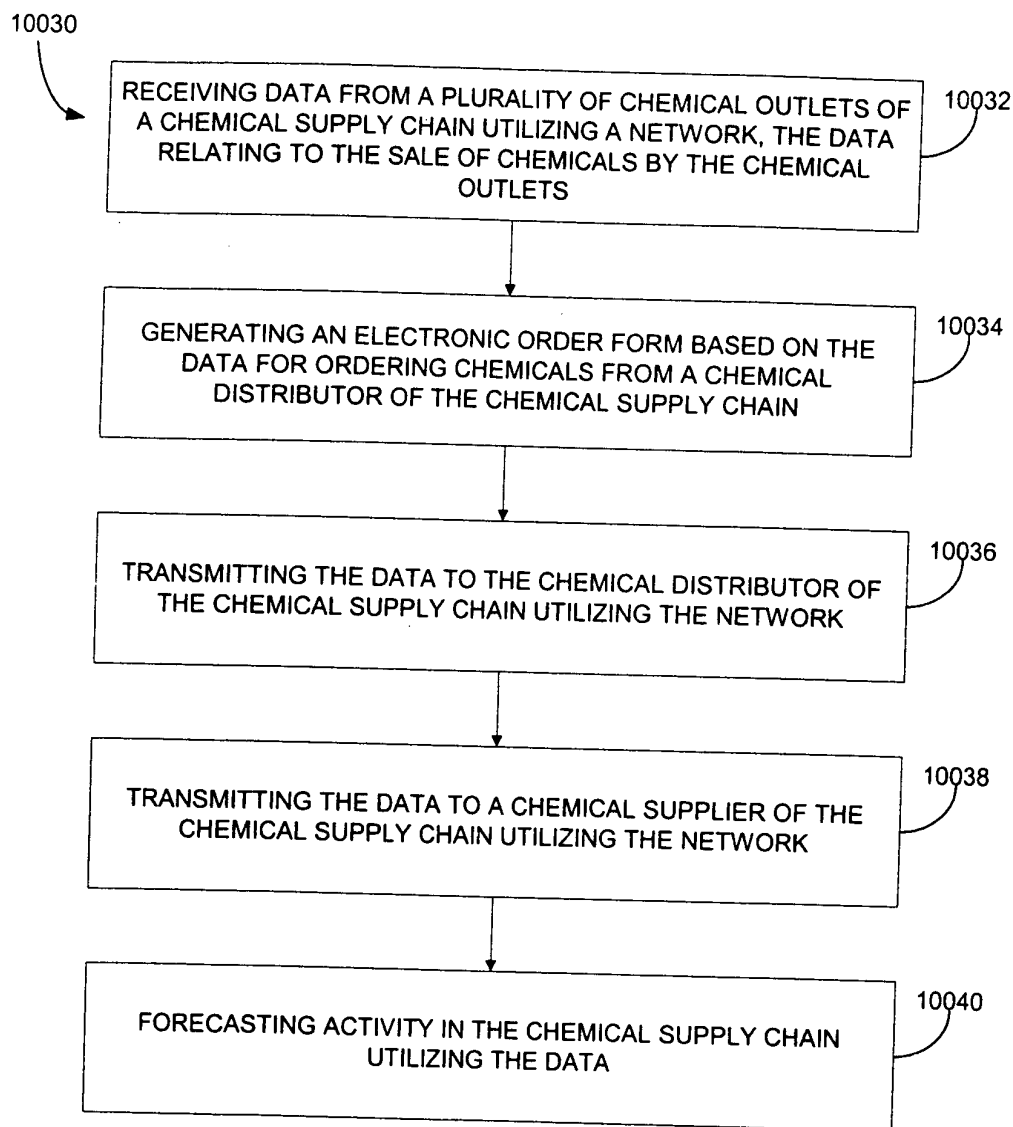 10030
RECEIVING DATA FROM A PLURALITY OF CHEMICAL OUTLETS OF
A CHEMICAL SUPPLY CHAIN UTILIZING A NETWORK, THE DATA
RELATING TO THE SALE OF CHEMICALS BY THE CHEMICAL
OUTLETS
10032
GENERATING AN ELECTRONIC ORDER FORM BASED ON THE
DATA FOR ORDERING CHEMICALS FROM A CHEMICAL
DISTRIBUTOR OF THE CHEMICAL SUPPLY CHAIN
10034
TRANSMITTING THE DATA TO THE CHEMICAL DISTRIBUTOR OF
THE CHEMICAL SUPPLY CHAIN UTILIZING THE NETWORK
10036
TRANSMITTING THE DATA TO A CHEMICAL SUPPLIER OF THE
CHEMICAL SUPPLY CHAIN UTILIZING THE NETWORK
10038
FORECASTING ACTIVITY IN THE CHEMICAL SUPPLY CHAIN
UTILIZING THE DATA
10040